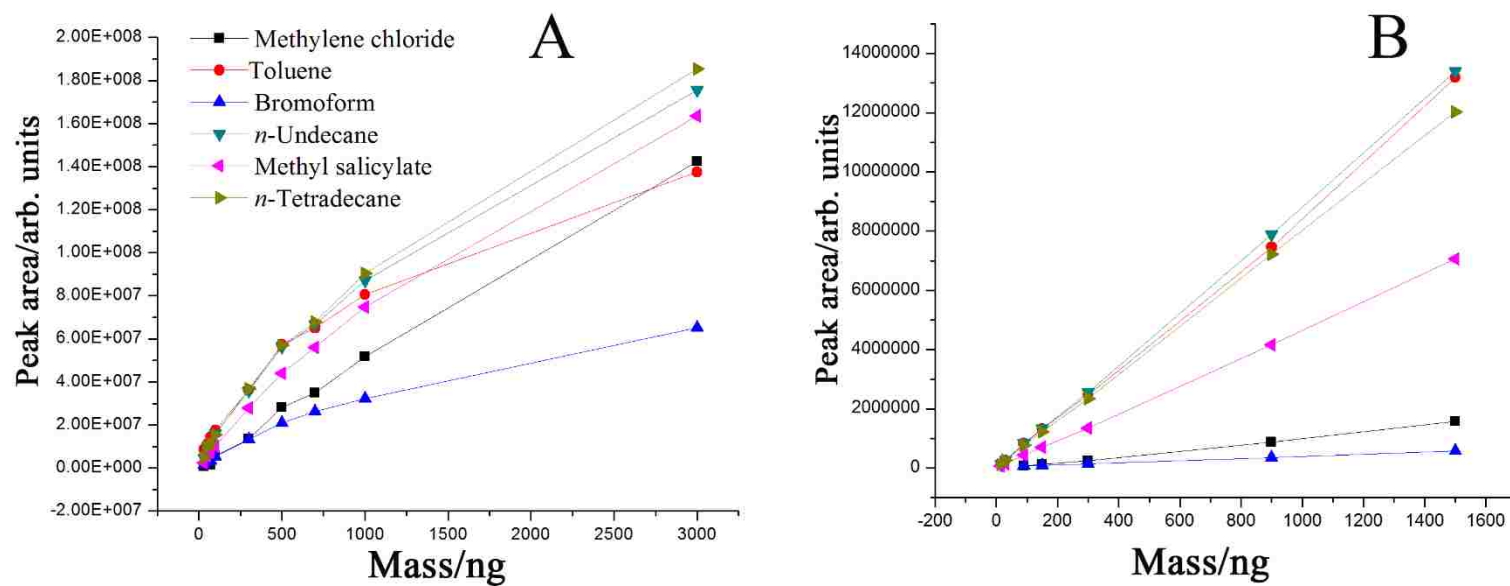 A
Peak area/arb. units
2.00E+008
1.80E+008
1.60E+008
1.40E+008
1.20E+008
1.00E+008
8.00E+007
6.00E+007
4.00E+007
2.00E+007
0.00E+000
-2.00E+007
Methylene chloride
Toluene
Bromoform
n-Undecane
Methyl salicylate
n-Tetradecane
0 500 1000 1500 2000 2500 3000
Mass/ng
B
Peak area/arb. units
14000000
12000000
10000000
8000000
6000000
4000000
2000000
0
-200 0 200 400 600 800 1000 1200 1400 1600
Mass/ng